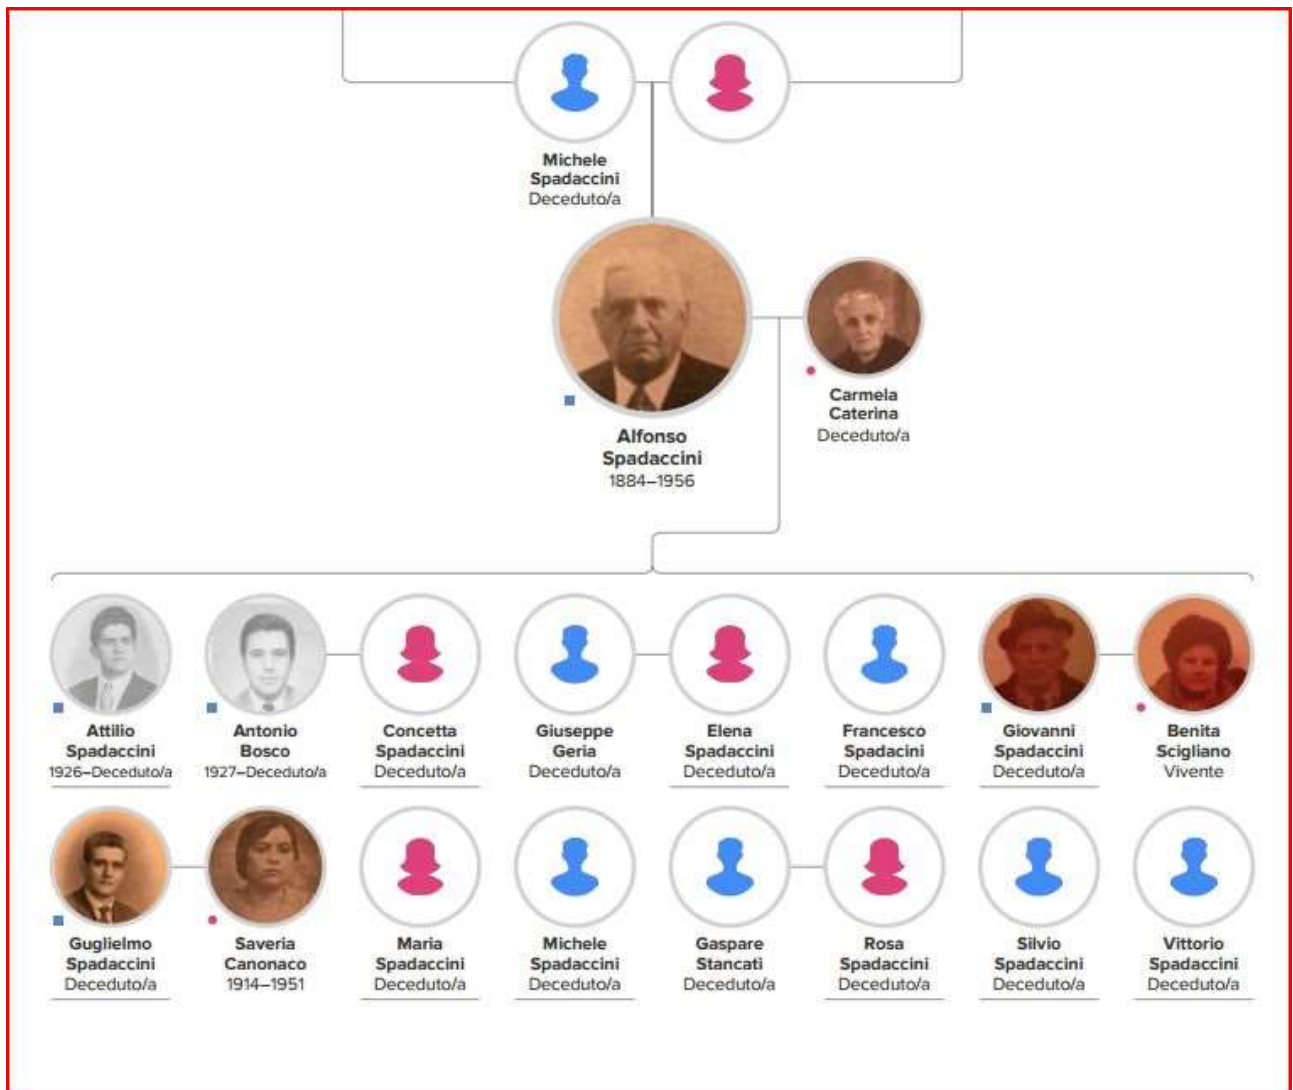 Michele
Spadaccini
Deceduto/a
Alfonso
Spadaccini
1884–1956
Carmela
Caterina
Deceduto/a
Attilio
Spadaccini
1926–Deceduto/a
Antonio
Bosco
1927–Deceduto/a
Concetta
Spadaccini
Deceduto/a
Giuseppe
Geria
Deceduto/a
Elena
Spadaccini
Deceduto/a
Francesco
Spadacini
Deceduto/a
Giovanni
Spadaccini
Deceduto/a
Benita
Scigliano
Vivente
Guglielmo
Spadaccini
Deceduto/a
Saveria
Canonaco
1914–1951
Maria
Spadaccini
Deceduto/a
Michele
Spadaccini
Deceduto/a
Gaspare
Stancati
Deceduto/a
Rosa
Spadaccini
Deceduto/a
Silvio
Spadaccini
Deceduto/a
Vittorio
Spadaccini
Deceduto/a